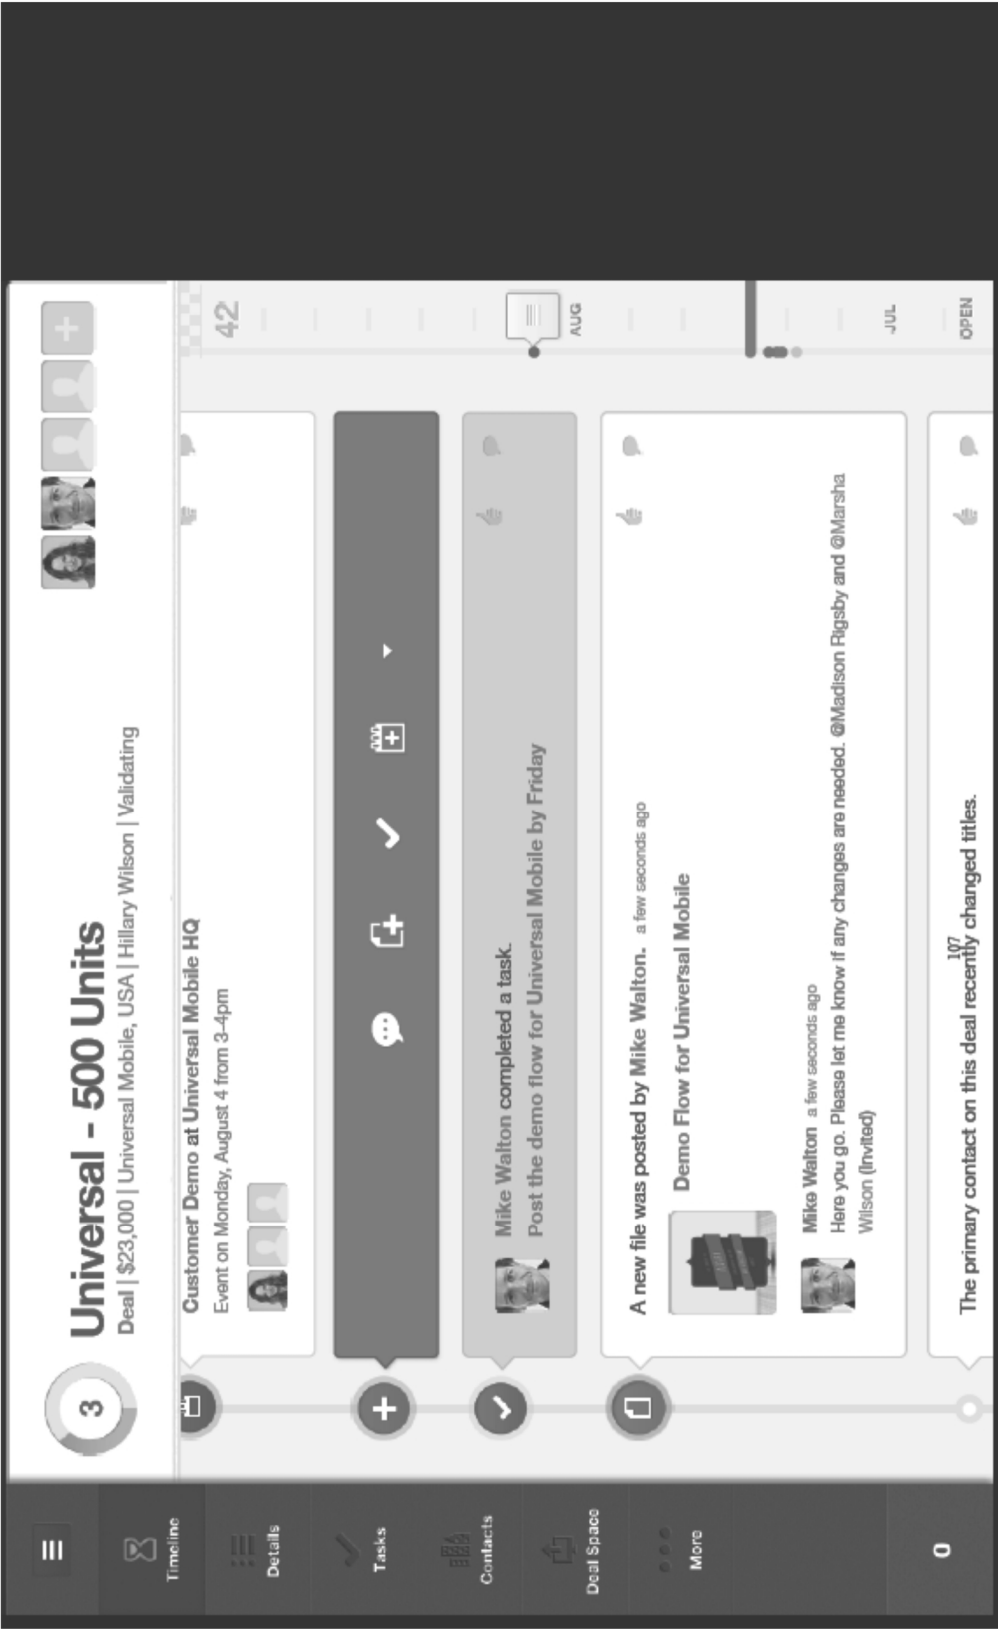 3
Universal - 500 Units
Deal | $23,000 | Universal Mobile, USA | Hillary Wilson | Validating
Timeline
Details
Tasks
Contacts
Deal Space
More
0
Customer Demo at Universal Mobile HQ
Event on Monday, August 4 from 3-4pm
Mike Walton completed a task.
Post the demo flow for Universal Mobile by Friday
A new file was posted by Mike Walton. a few seconds ago
Demo Flow for Universal Mobile
Mike Walton a few seconds ago
Here you go. Please let me know if any changes are needed. @Madison Rigsby and @Marsha
Wilson (Invited)
The primary contact on this deal recently changed titles.
107
42
AUG
JUL
OPEN